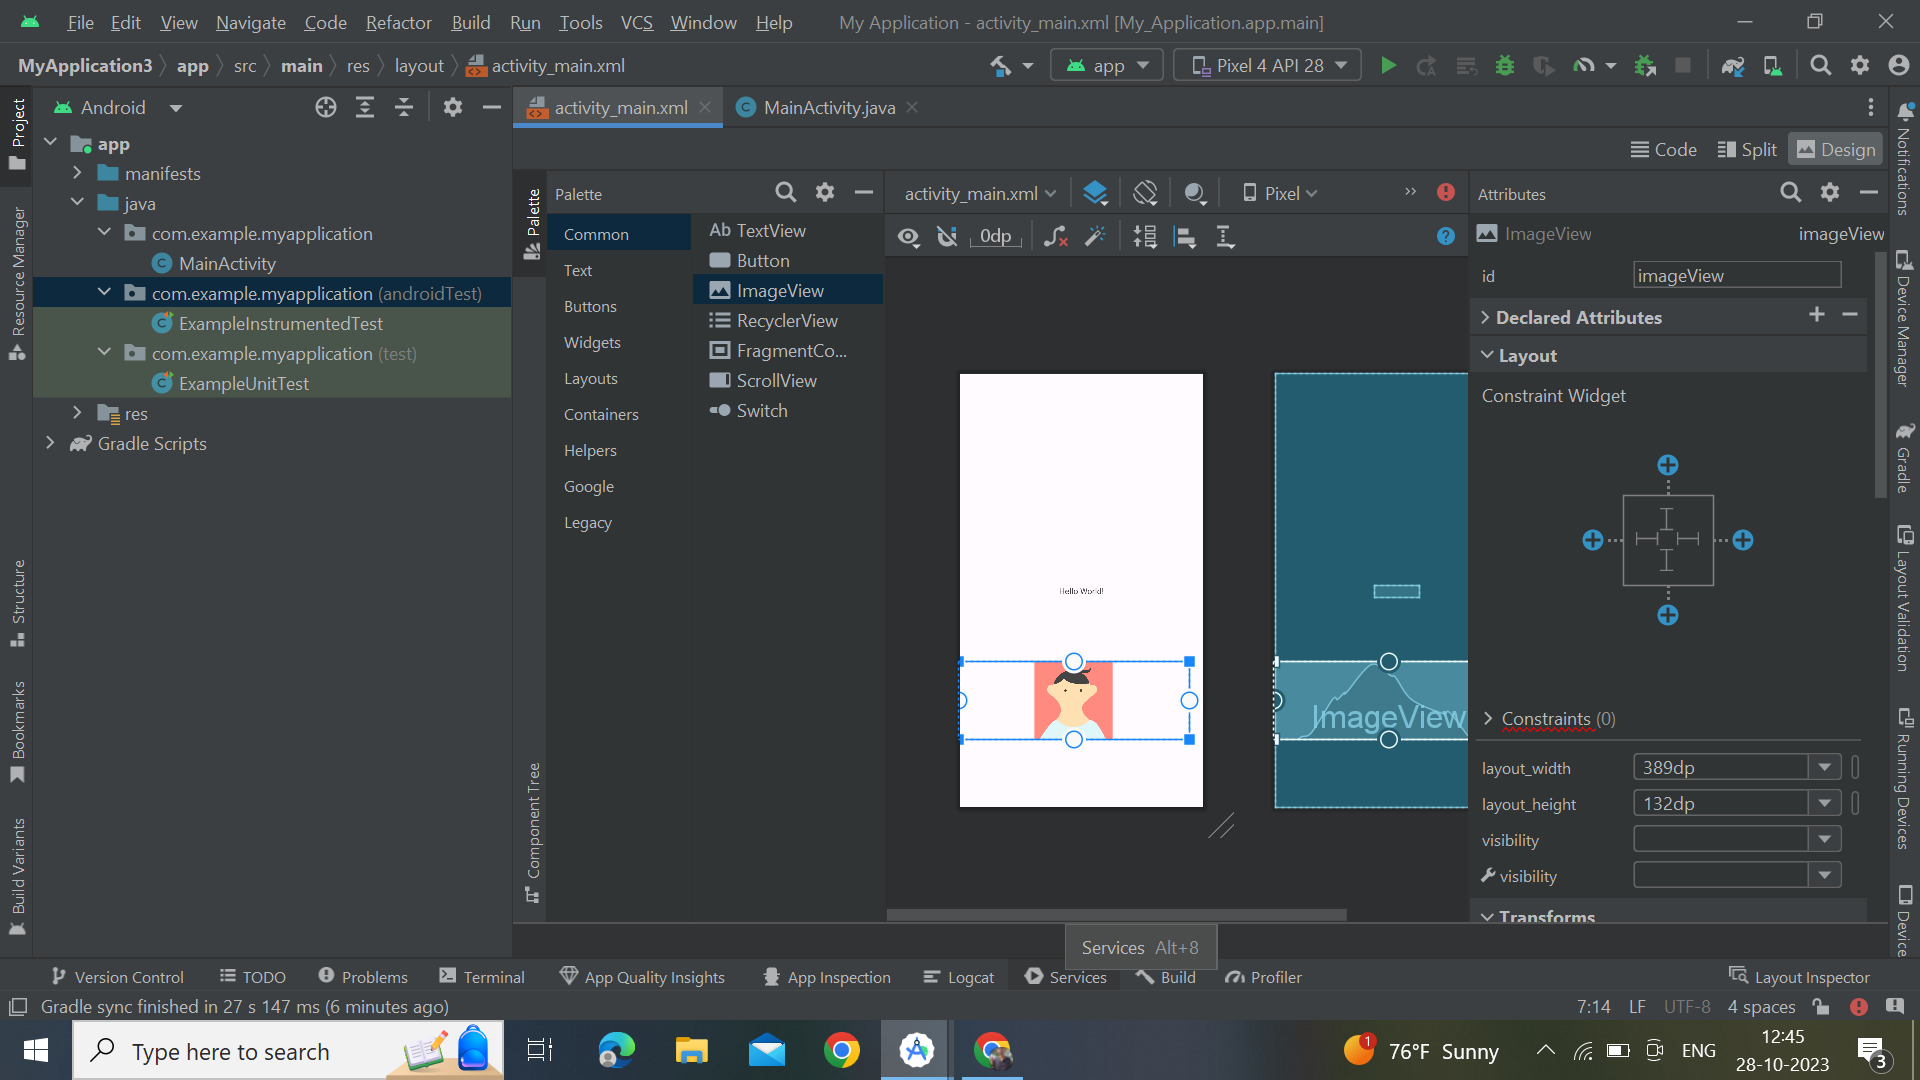 File Edit View Navigate Code Refactor Build Run Tools VCS Window Help My Application - activity_main.xml [My_Application.app.main]
MyApplication3 app src main res layout activity_main.xml app Pixel 4 API 28
Project
Android
activity_main.xml MainActivity.java
Notifications
app
manifests
java
com.example.myapplication
MainActivity
com.example.myapplication (androidTest)
ExampleInstrumentedTest
com.example.myapplication (test)
ExampleUnitTest
res
Gradle Scripts
Code Split Design
Resource Manager
Structure
Bookmarks
Build Variants
Palette
Component Tree
Palette
Common
Text
Buttons
Widgets
Layouts
Containers
Helpers
Google
Legacy
Ab TextView
Button
ImageView
RecyclerView
FragmentCo...
ScrollView
Switch
activity_main.xml Pixel
0dp
Hello World!
ImageView
Attributes
ImageView imageView
id imageView
Declared Attributes
Layout
Constraint Widget
Constraints (0)
layout_width 389dp
layout_height 132dp
visibility
visibility
Transforms
Device Manager
Gradle
Layout Validation
Running Devices
Device
Services Alt+8
Version Control TODO Problems Terminal App Quality Insights App Inspection Logcat Services Build Profiler Layout Inspector
Gradle sync finished in 27 s 147 ms (6 minutes ago) 7:14 LF UTF-8 4 spaces
Type here to search
1
76°F Sunny
ENG
12:45
28-10-2023
3